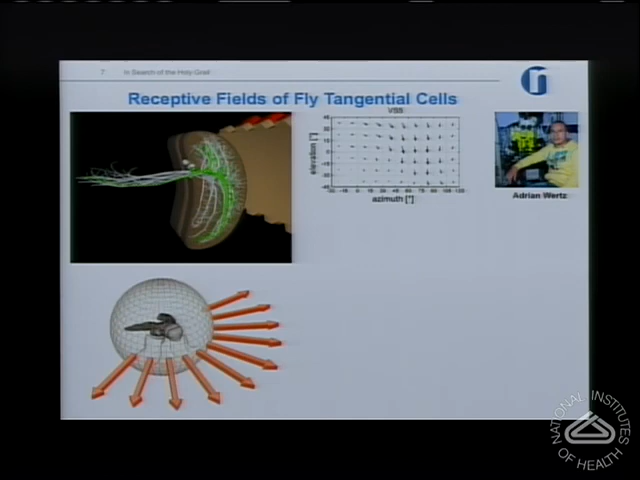 7 In Search of the Holy Grail
Receptive Fields of Fly Tangential Cells
VS5
elevation [°]
azimuth [°]
Adrian Wertz
NATIONAL INSTITUTES
OF HEALTH